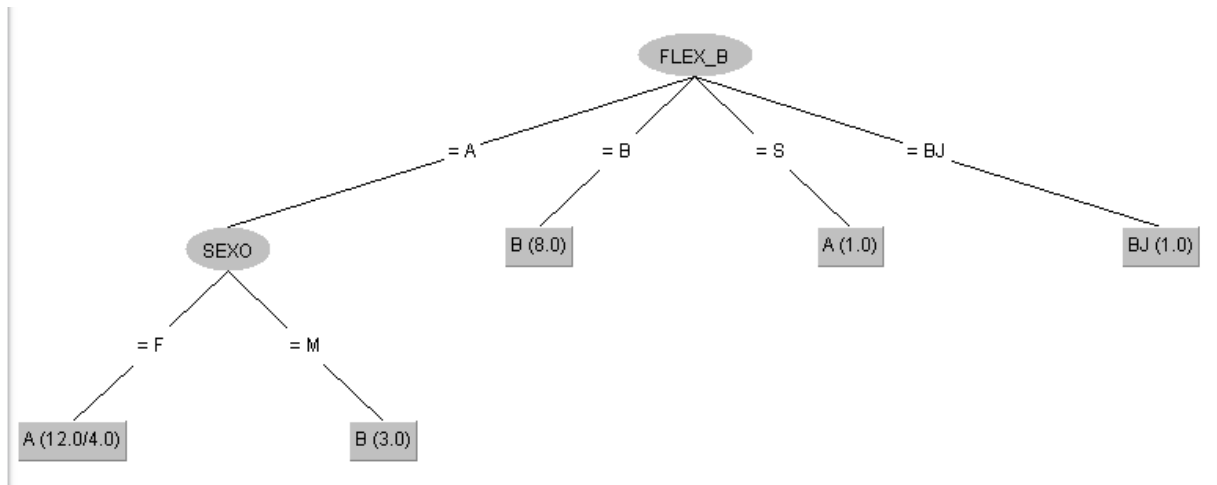 FLEX_B
= A
= B
= S
= BJ
SEXO
B (8.0)
A (1.0)
BJ (1.0)
= F
= M
A (12.0/4.0)
B (3.0)